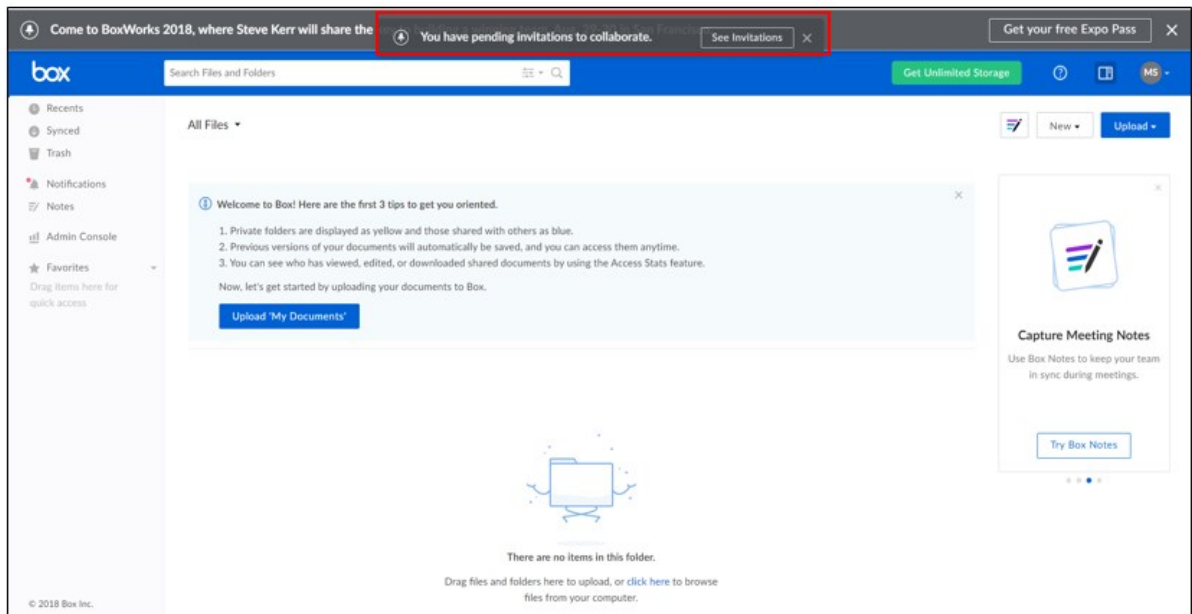 Come to BoxWorks 2018, where Steve Kerr will share the
You have pending invitations to collaborate.
See Invitations
Get your free Expo Pass
box
Search Files and Folders
Get Unlimited Storage
MS
Recents
Synced
Trash
Notifications
Notes
Admin Console
Favorites
Drag items here for
quick access
All Files
New
Upload
Welcome to Box! Here are the first 3 tips to get you oriented.
1. Private folders are displayed as yellow and those shared with others as blue.
2. Previous versions of your documents will automatically be saved, and you can access them anytime.
3. You can see who has viewed, edited, or downloaded shared documents by using the Access Stats feature.
Now, let's get started by uploading your documents to Box.
Upload 'My Documents'
Capture Meeting Notes
Use Box Notes to keep your team
in sync during meetings.
Try Box Notes
There are no items in this folder.
Drag files and folders here to upload, or click here to browse
files from your computer.
© 2018 Box Inc.